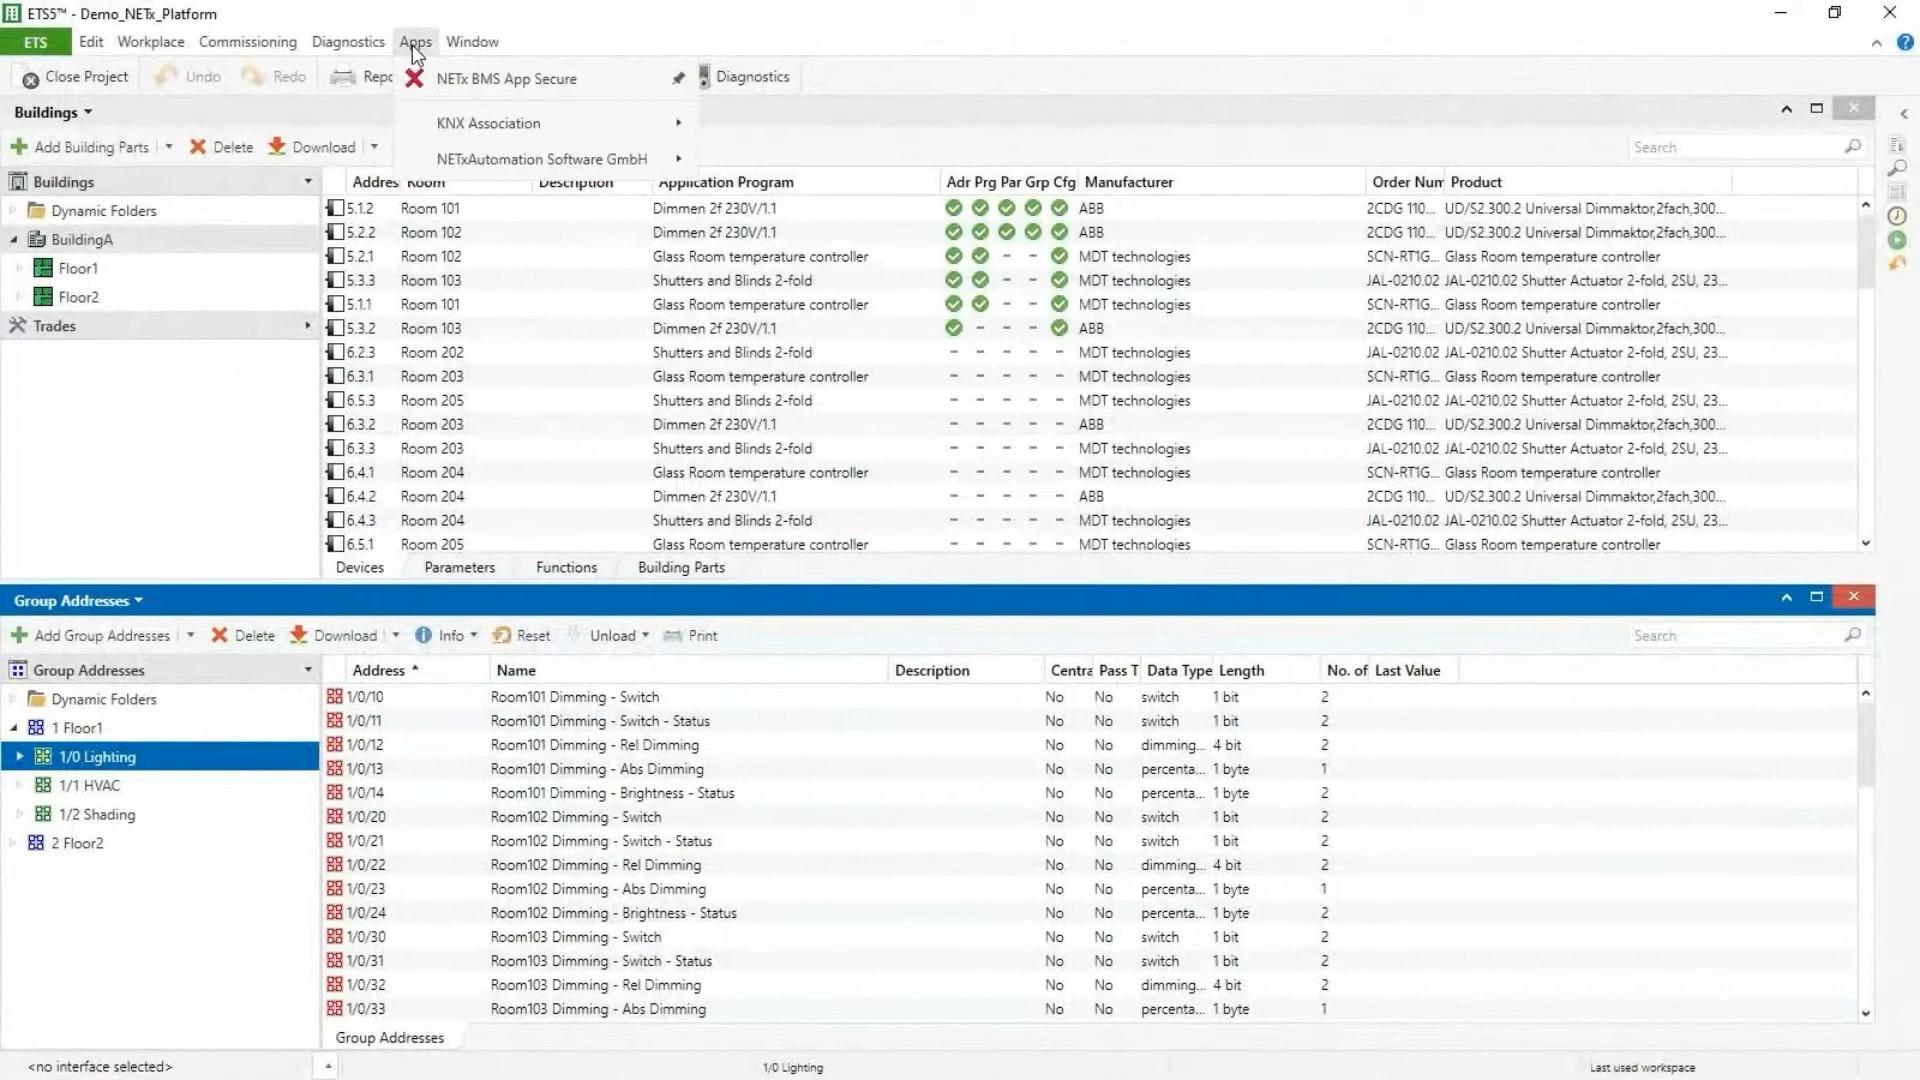 ETS5™ - Demo_NETx_Platform
ETS Edit Workplace Commissioning Diagnostics Apps Window
Close Project Undo Redo Repo Diagnostics
NETx BMS App Secure
KNX Association
NETxAutomation Software GmbH
Buildings
Add Building Parts Delete Download Search
Buildings
Dynamic Folders
BuildingA
Floor1
Floor2
Trades
Addres Room Description Application Program Adr Prg Par Grp Cfg Manufacturer Order Num Product
5.1.2 Room 101 Dimmen 2f 230V/1.1 ABB 2CDG 110... UD/S2.300.2 Universal Dimmaktor,2fach,300...
5.2.2 Room 102 Dimmen 2f 230V/1.1 ABB 2CDG 110... UD/S2.300.2 Universal Dimmaktor,2fach,300...
5.2.1 Room 102 Glass Room temperature controller - - MDT technologies SCN-RT1G... Glass Room temperature controller
5.3.3 Room 103 Shutters and Blinds 2-fold - - MDT technologies JAL-0210.02 JAL-0210.02 Shutter Actuator 2-fold, 2SU, 23...
5.1.1 Room 101 Glass Room temperature controller - - MDT technologies SCN-RT1G... Glass Room temperature controller
5.3.2 Room 103 Dimmen 2f 230V/1.1 - - - ABB 2CDG 110... UD/S2.300.2 Universal Dimmaktor,2fach,300...
6.2.3 Room 202 Shutters and Blinds 2-fold - - - - - MDT technologies JAL-0210.02 JAL-0210.02 Shutter Actuator 2-fold, 2SU, 23...
6.3.1 Room 203 Glass Room temperature controller - - - - - MDT technologies SCN-RT1G... Glass Room temperature controller
6.5.3 Room 205 Shutters and Blinds 2-fold - - - - - MDT technologies JAL-0210.02 JAL-0210.02 Shutter Actuator 2-fold, 2SU, 23...
6.3.2 Room 203 Dimmen 2f 230V/1.1 - - - - - ABB 2CDG 110... UD/S2.300.2 Universal Dimmaktor,2fach,300...
6.3.3 Room 203 Shutters and Blinds 2-fold - - - - - MDT technologies JAL-0210.02 JAL-0210.02 Shutter Actuator 2-fold, 2SU, 23...
6.4.1 Room 204 Glass Room temperature controller - - - - - MDT technologies SCN-RT1G... Glass Room temperature controller
6.4.2 Room 204 Dimmen 2f 230V/1.1 - - - - - ABB 2CDG 110... UD/S2.300.2 Universal Dimmaktor,2fach,300...
6.4.3 Room 204 Shutters and Blinds 2-fold - - - - - MDT technologies JAL-0210.02 JAL-0210.02 Shutter Actuator 2-fold, 2SU, 23...
6.5.1 Room 205 Glass Room temperature controller - - - - - MDT technologies SCN-RT1G... Glass Room temperature controller
Devices Parameters Functions Building Parts
Group Addresses
Add Group Addresses Delete Download Info Reset Unload Print Search
Group Addresses
Dynamic Folders
1 Floor1
1/0 Lighting
1/1 HVAC
1/2 Shading
2 Floor2
Address Name Description Centra Pass T Data Type Length No. of Last Value
1/0/10 Room101 Dimming - Switch No No switch 1 bit 2
1/0/11 Room101 Dimming - Switch - Status No No switch 1 bit 2
1/0/12 Room101 Dimming - Rel Dimming No No dimming... 4 bit 2
1/0/13 Room101 Dimming - Abs Dimming No No percenta... 1 byte 1
1/0/14 Room101 Dimming - Brightness - Status No No percenta... 1 byte 2
1/0/20 Room102 Dimming - Switch No No switch 1 bit 2
1/0/21 Room102 Dimming - Switch - Status No No switch 1 bit 2
1/0/22 Room102 Dimming - Rel Dimming No No dimming... 4 bit 2
1/0/23 Room102 Dimming - Abs Dimming No No percenta... 1 byte 1
1/0/24 Room102 Dimming - Brightness - Status No No percenta... 1 byte 2
1/0/30 Room103 Dimming - Switch No No switch 1 bit 2
1/0/31 Room103 Dimming - Switch - Status No No switch 1 bit 2
1/0/32 Room103 Dimming - Rel Dimming No No dimming... 4 bit 2
1/0/33 Room103 Dimming - Abs Dimming No No percenta... 1 byte 1
Group Addresses
<no interface selected> 1/0 Lighting Last used workspace